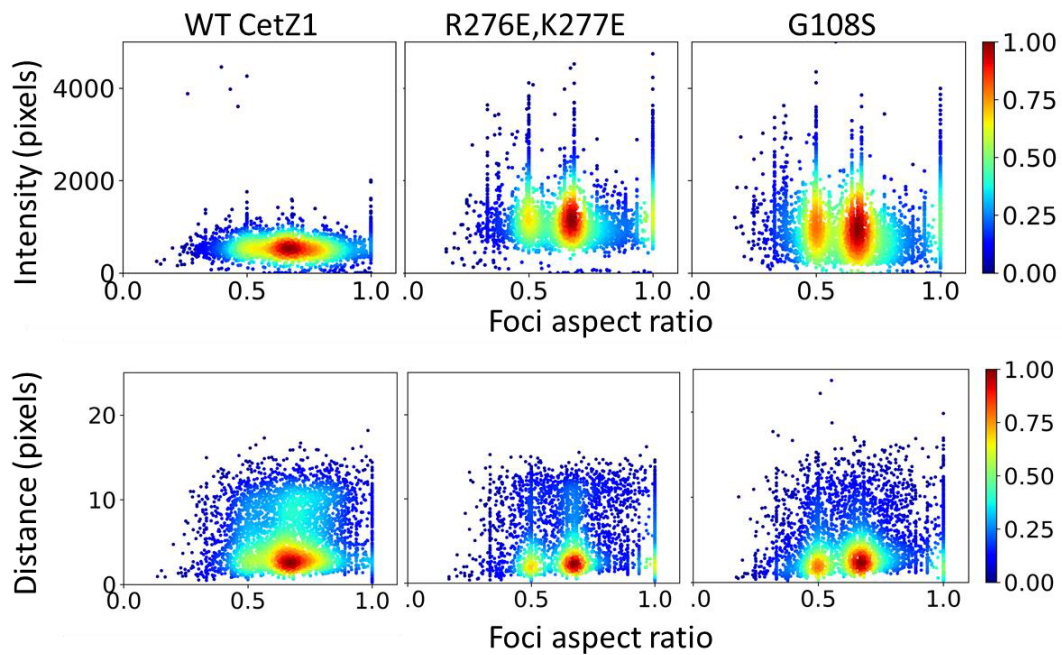 WT CetZ1 R276E,K277E G108S
Intensity (pixels)
4000
2000
0
0.0 0.5 1.0 .0 0.5 1.0 .0 0.5 1.0
1.00
0.75
0.50
0.25
0.00
Foci aspect ratio
Distance (pixels)
20
10
0
0.0 0.5 1.0 .0 0.5 1.0 .0 0.5 1.0
1.00
0.75
0.50
0.25
0.00
Foci aspect ratio